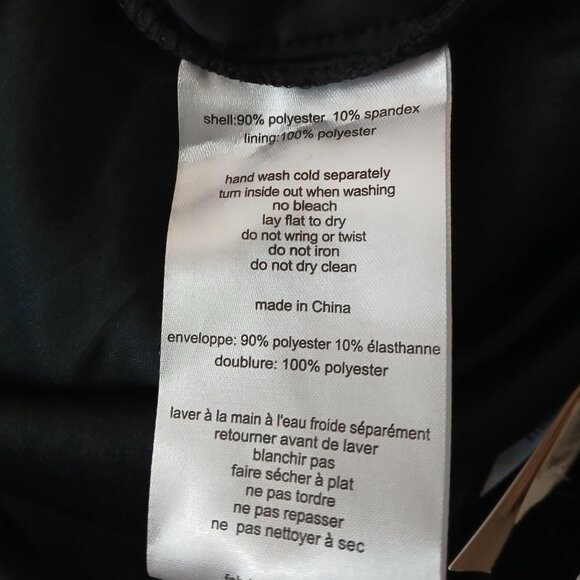 shell:90% polyester 10% spandex
lining:100% polyester
hand wash cold separately
turn inside out when washing
no bleach
lay flat to dry
do not wring or twist
do not iron
do not dry clean
made in China
enveloppe: 90% polyester 10% élasthanne
doublure: 100% polyester
laver à la main à l'eau froide séparément
retourner avant de laver
blanchir pas
faire sécher à plat
ne pas tordre
ne pas repasser
ne pas nettoyer à sec